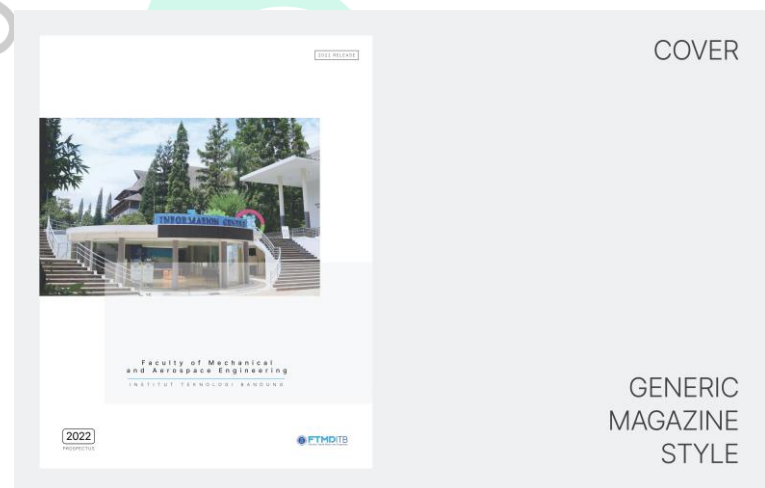 COVER
2022 RELEASE
INFORMATION CENTRE
Faculty of Mechanical
and Aerospace Engineering
INSTITUT TEKNOLOGI BANDUNG
2022
PROSPECTUS
FTMDITB
GENERIC
MAGAZINE
STYLE